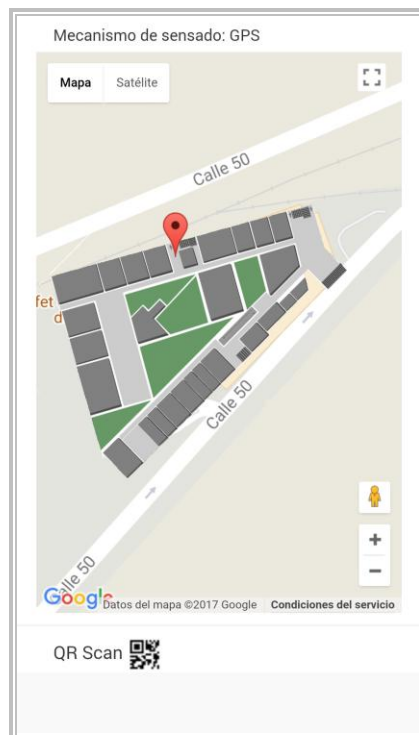 Mecanismo de sensado: GPS
Mapa Satélite
Calle 50
fet
d
Calle 50
Calle 50
Google Datos del mapa ©2017 Google Condiciones del servicio
QR Scan